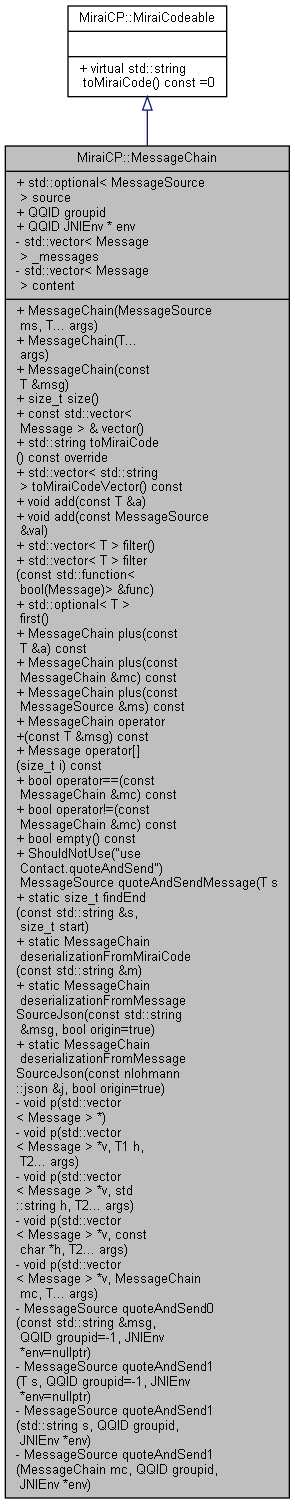 MiraiCP::MiraiCodeable
+ virtual std::string
toMiraiCode() const =0
MiraiCP::MessageChain
+ std::optional< MessageSource
> source
+ QQID groupid
+ QQID JNIEnv * env
- std::vector< Message
> _messages
- std::vector< Message
> content
+ MessageChain(MessageSource
ms, T... args)
+ MessageChain(T...
args)
+ MessageChain(const
T &msg)
+ size_t size()
+ const std::vector<
Message > & vector()
+ std::string toMiraiCode
() const override
+ std::vector< std::string
> toMiraiCodeVector() const
+ void add(const T &a)
+ void add(const MessageSource
&val)
+ std::vector< T > filter()
+ std::vector< T > filter
(const std::function<
bool(Message)> &func)
+ std::optional< T >
first()
+ MessageChain plus(const
T &a) const
+ MessageChain plus(const
MessageChain &mc) const
+ MessageChain plus(const
MessageSource &ms) const
+ MessageChain operator
+(const T &msg) const
+ Message operator[]
(size_t i) const
+ bool operator==(const
MessageChain &mc) const
+ bool operator!=(const
MessageChain &mc) const
+ bool empty() const
+ ShouldNotUse("use
Contact.quoteAndSend")
MessageSource quoteAndSendMessage(T s
+ static size_t findEnd
(const std::string &s,
size_t start)
+ static MessageChain
deserializationFromMiraiCode
(const std::string &m)
+ static MessageChain
deserializationFromMessage
SourceJson(const std::string
&msg, bool origin=true)
+ static MessageChain
deserializationFromMessage
SourceJson(const nlohmann
::json &j, bool origin=true)
- void p(std::vector
< Message > *)
- void p(std::vector
< Message > *v, T1 h,
T2... args)
- void p(std::vector
< Message > *v, std
::string h, T2... args)
- void p(std::vector
< Message > *v, const
char *h, T2... args)
- void p(std::vector
< Message > *v, MessageChain
mc, T... args)
- MessageSource quoteAndSend0
(const std::string &msg,
QQID groupid=-1, JNIEnv
*env=nullptr)
- MessageSource quoteAndSend1
(T s, QQID groupid=-1, JNIEnv
*env=nullptr)
- MessageSource quoteAndSend1
(std::string s, QQID groupid,
JNIEnv *env)
- MessageSource quoteAndSend1
(MessageChain mc, QQID groupid,
JNIEnv *env)